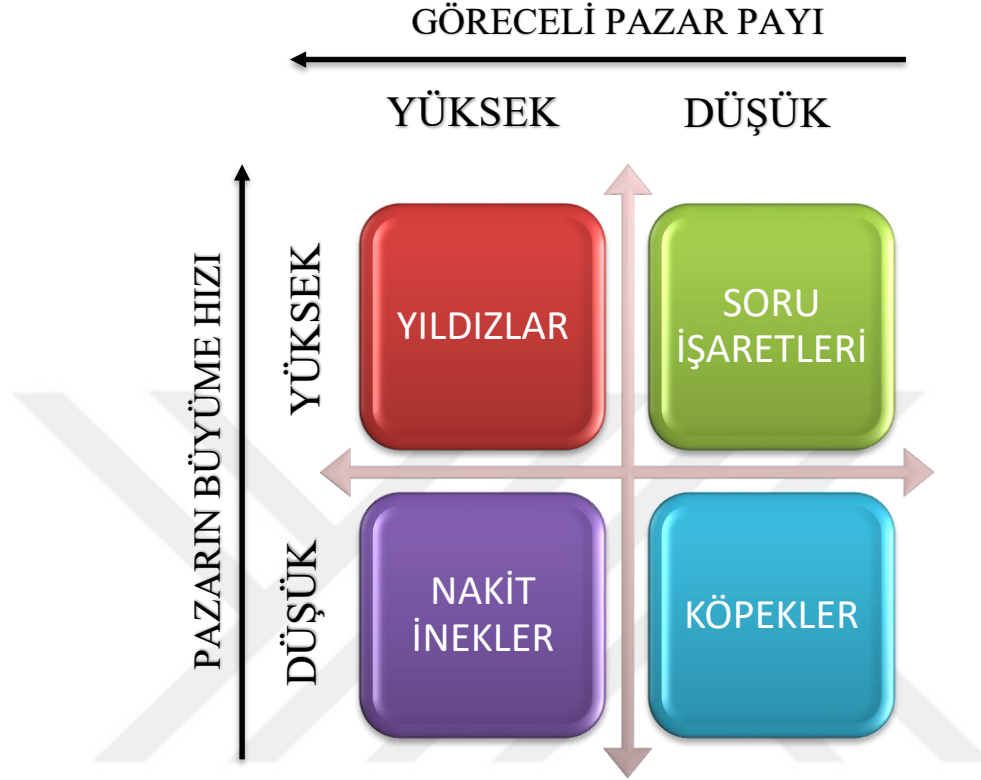 GÖRECELİ PAZAR PAYI
YÜKSEK
DÜŞÜK
PAZARIN BÜYÜME HIZI
YÜKSEK
YILDIZLAR
SORU
İŞARETLERİ
DÜŞÜK
NAKİT
İNEKLER
KÖPEKLER